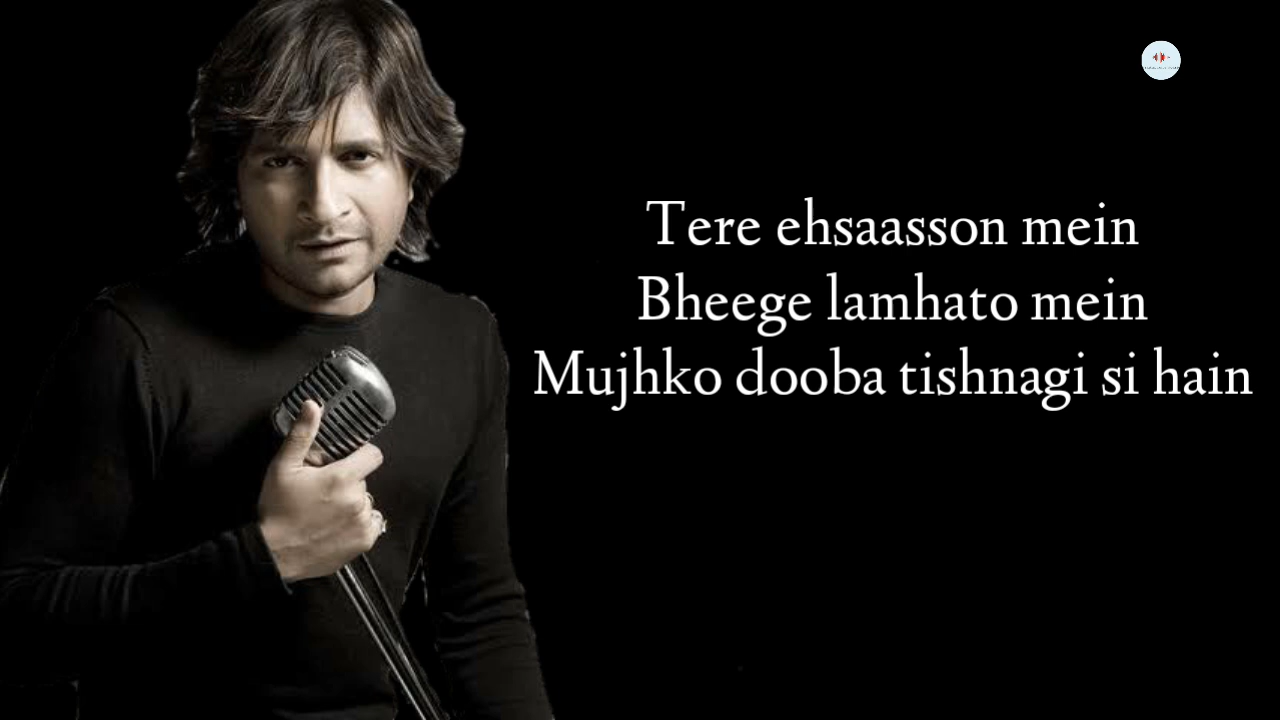 Tere ehsaasson mein
Bheege lamhato mein
Mujhko dooba tishnagi si hain